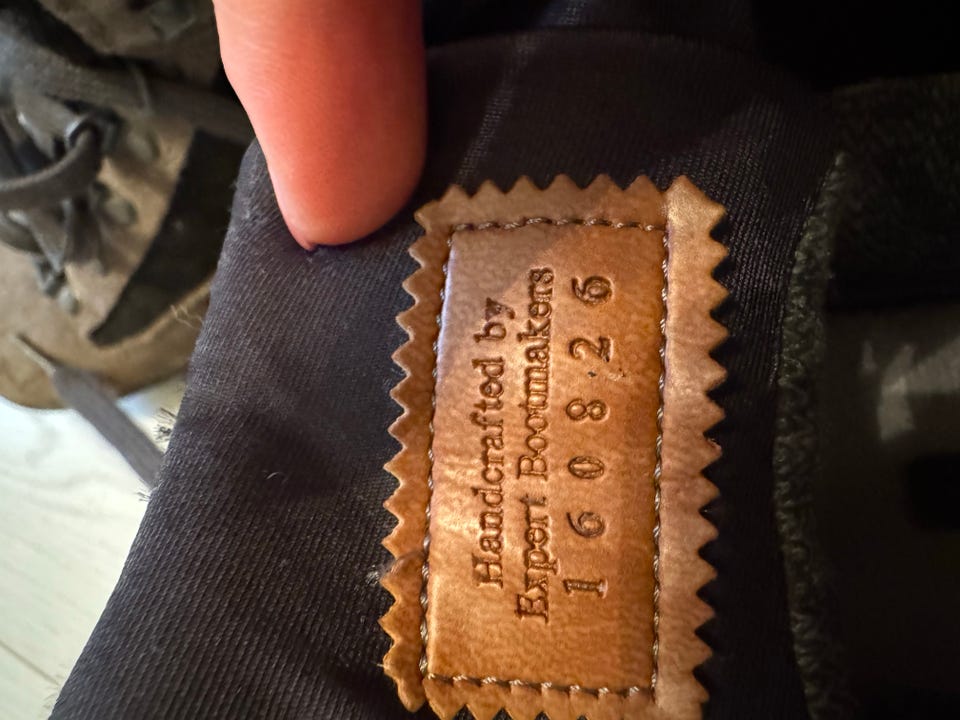 Handcrafted by
Expert Bootmakers
1 6 0 8 2 6